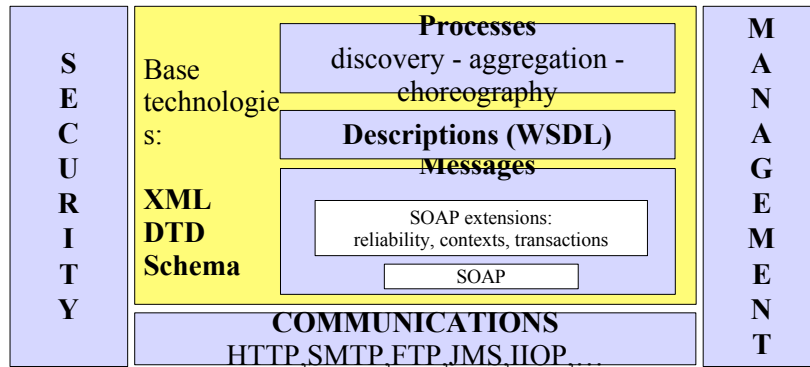 S
E
C
U
R
I
T
Y
Base
technologie
s:
XML
DTD
Schema
Processes
discovery - aggregation -
choreography
Descriptions (WSDL)
Messages
SOAP extensions:
reliability, contexts, transactions
SOAP
COMMUNICATIONS
HTTP,SMTP,FTP,JMS,IIOP,…
M
A
N
A
G
E
M
E
N
T